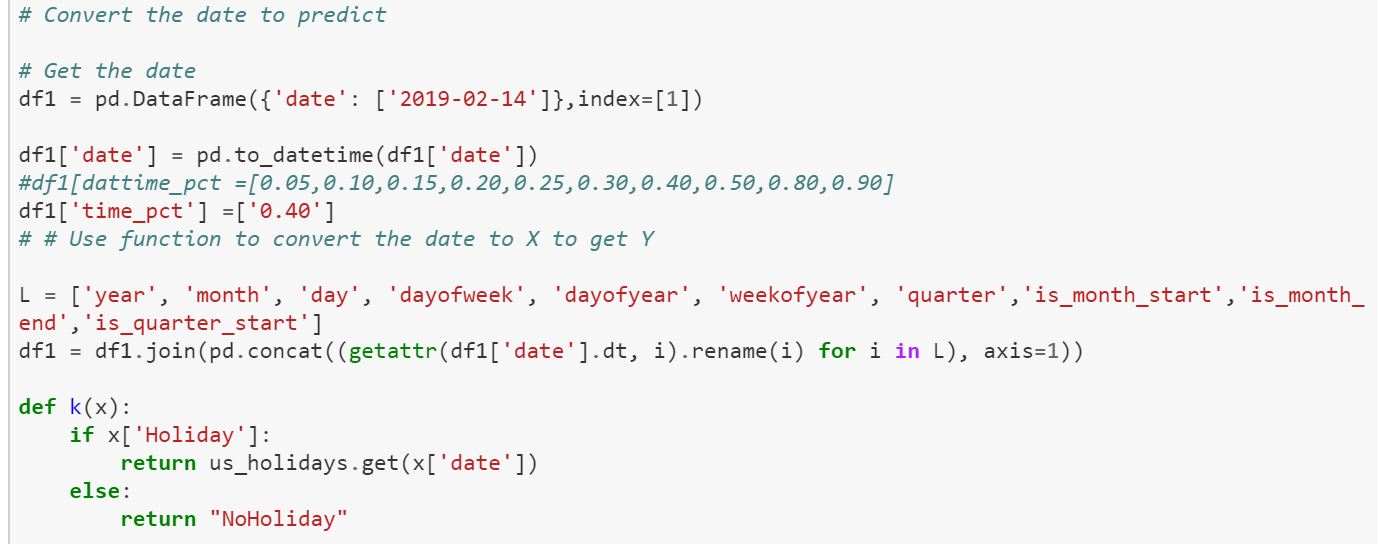 # Convert the date to predict
# Get the date
df1 = pd.DataFrame({'date': ['2019-02-14']},index=[1])
df1['date'] = pd.to_datetime(df1['date'])
#df1[dattime_pct =[0.05,0.10,0.15,0.20,0.25,0.30,0.40,0.50,0.80,0.90]
df1['time_pct'] =['0.40']
# # Use function to convert the date to X to get Y
L = ['year', 'month', 'day', 'dayofweek', 'dayofyear', 'weekofyear', 'quarter','is_month_start','is_month_
end','is_quarter_start']
df1 = df1.join(pd.concat((getattr(df1['date'].dt, i).rename(i) for i in L), axis=1))
def k(x):
    if x['Holiday']:
        return us_holidays.get(x['date'])
    else:
        return "NoHoliday"